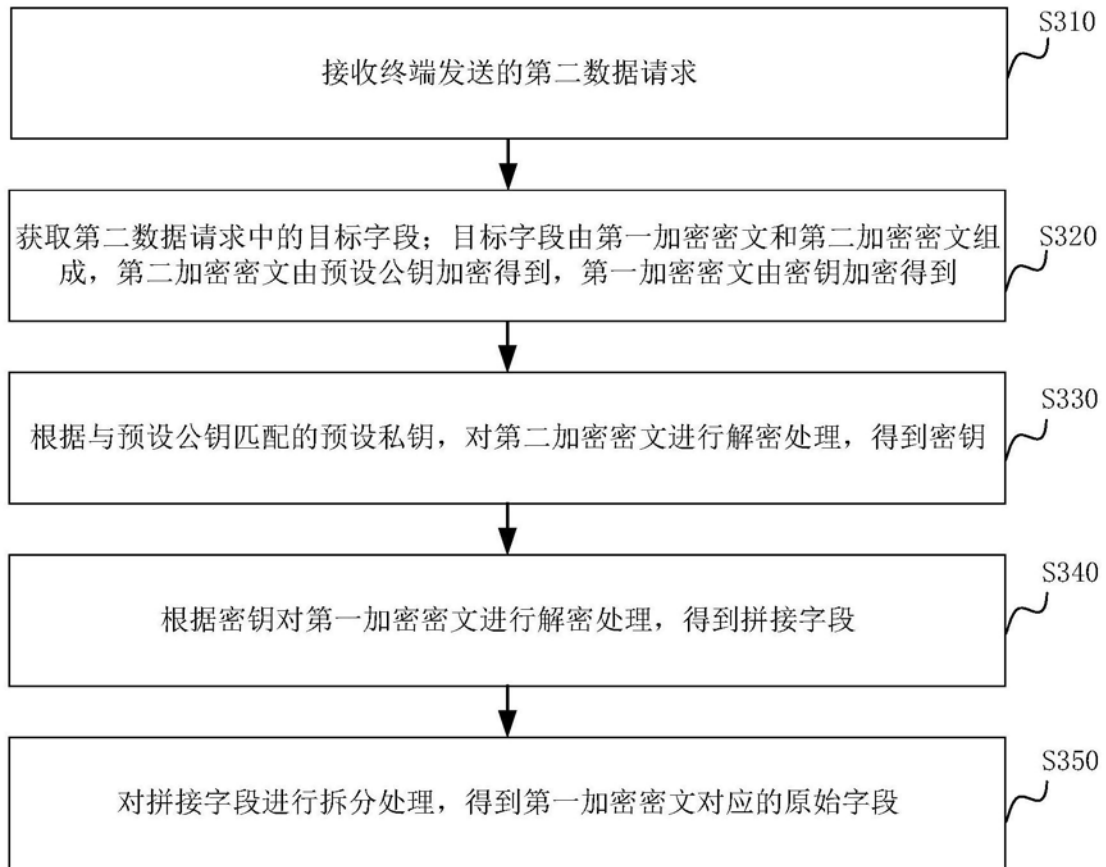 S310
接收终端发送的第二数据请求
获取第二数据请求中的目标字段；目标字段由第一加密密文和第二加密密文组
成，第二加密密文由预设公钥加密得到，第一加密密文由密钥加密得到
S320
根据与预设公钥匹配的预设私钥，对第二加密密文进行解密处理，得到密钥
S330
根据密钥对第一加密密文进行解密处理，得到拼接字段
S340
对拼接字段进行拆分处理，得到第一加密密文对应的原始字段
S350